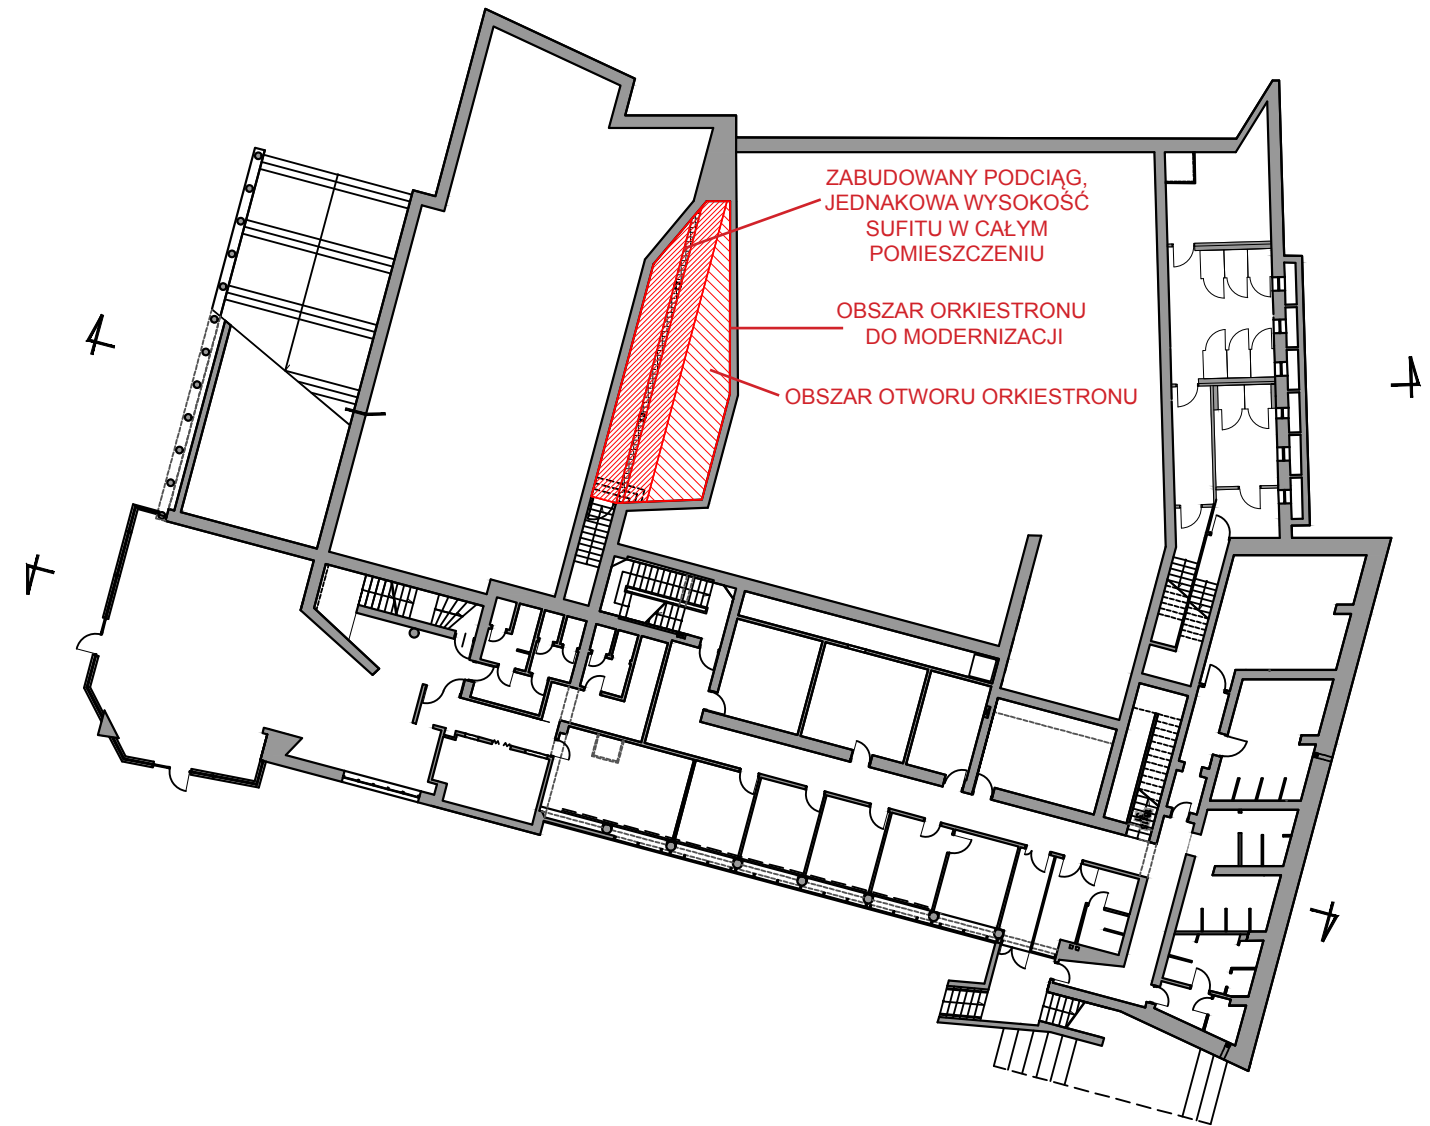 ZABUDOWANY PODCIĄG,
JEDNAKOWA WYSOKOŚĆ
SUFITU W CAŁYM
POMIESZCZENIU
OBSZAR ORKIESTRONU
DO MODERNIZACJI
OBSZAR OTWORU ORKIESTRONU